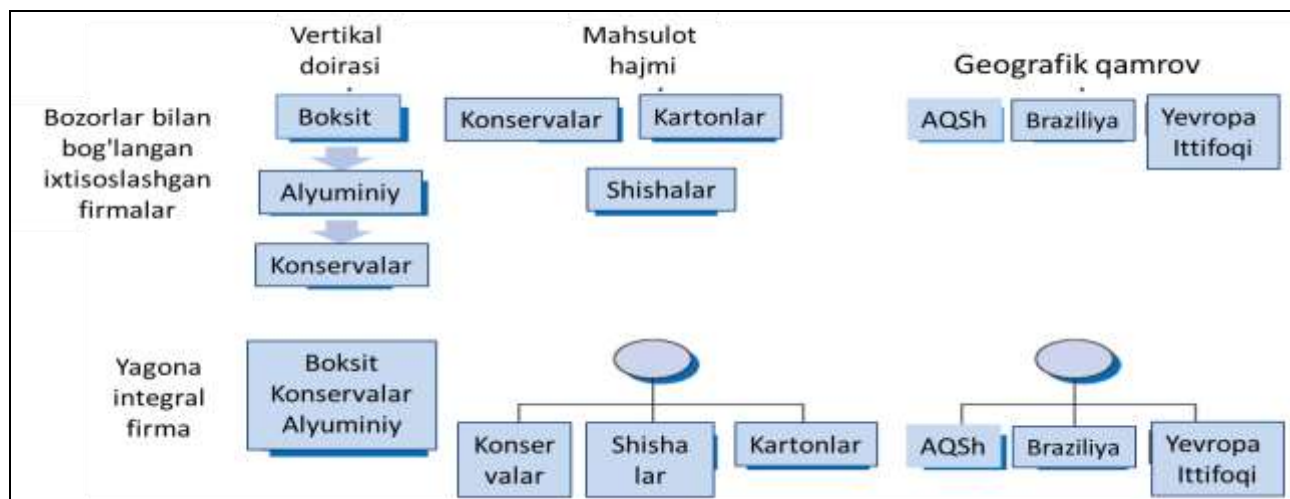 Vertikal
doirasi
Mahsulot
hajmi
Geografik qamrov
Bozorlar bilan
bog'langan
ixtisoslashgan
firmalar
Boksit
Alyuminiy
Konservalar
Konservalar
Kartonlar
Shishalar
AQSh
Braziliya
Yevropa
Ittifoqi
Yagona
integral
firma
Boksit
Konservalar
Alyuminiy
Konser
valar
Shisha
lar
Kartonlar
AQSh
Braziliya
Yevropa
Ittifoqi